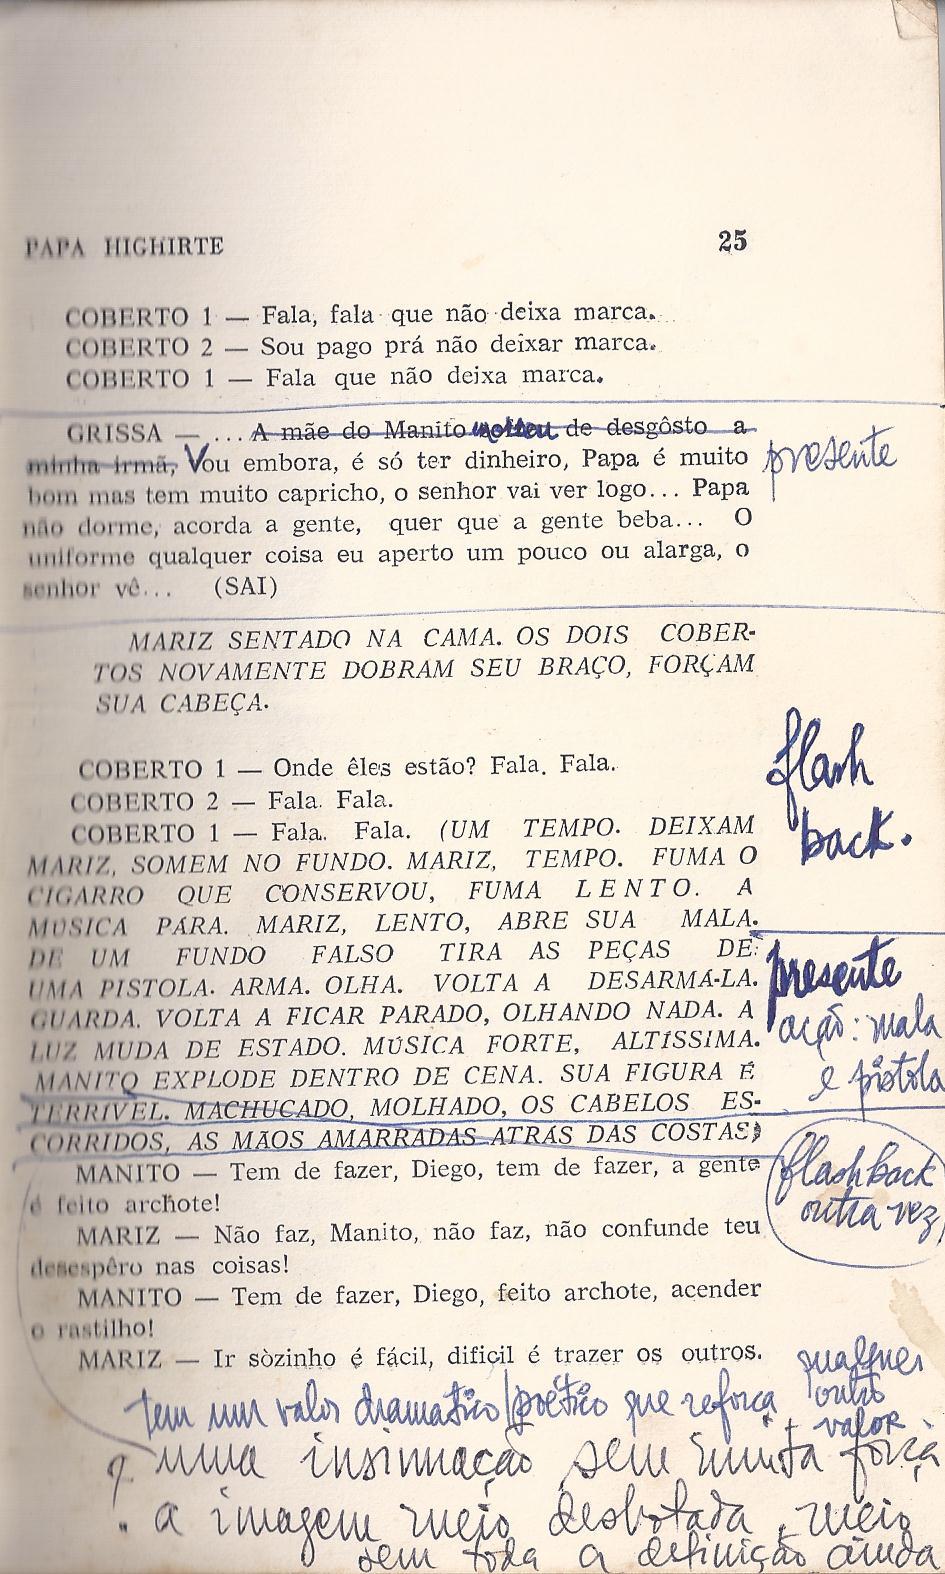 PAPA HIGHIRTE 25
COBERTO 1 — Fala, fala que não deixa marca.
COBERTO 2 — Sou pago prá não deixar marca.
COBERTO 1 — Fala que não deixa marca.
GRISSA — ...A mãe do Manito morreu de desgôsto a
minha irmã, Vou embora, é só ter dinheiro, Papa é muito
presente
bom mas tem muito capricho, o senhor vai ver logo... Papa
não dorme, acorda a gente, quer que a gente beba... O
uniforme qualquer coisa eu aperto um pouco ou alarga, o
senhor vê... (SAI)
MARIZ SENTADO NA CAMA. OS DOIS COBER-
TOS NOVAMENTE DOBRAM SEU BRAÇO, FORÇAM
SUA CABEÇA.
flash
back.
COBERTO 1 — Onde êles estão? Fala. Fala.
COBERTO 2 — Fala. Fala.
COBERTO 1 — Fala. Fala. (UM TEMPO. DEIXAM
MARIZ, SOMEM NO FUNDO. MARIZ, TEMPO. FUMA O
CIGARRO QUE CONSERVOU, FUMA LENTO. A
MÚSICA PÁRA. MARIZ, LENTO, ABRE SUA MALA.
DE UM FUNDO FALSO TIRA AS PEÇAS DE
UMA PISTOLA. ARMA. OLHA. VOLTA A DESARMÁ-LA.
GUARDA. VOLTA A FICAR PARADO, OLHANDO NADA. A
LUZ MUDA DE ESTADO. MÚSICA FORTE, ALTÍSSIMA.
MANITO EXPLODE DENTRO DE CENA. SUA FIGURA É
TERRIVEL. MACHUCADO, MOLHADO, OS CABELOS ES-
CORRIDOS, AS MÃOS AMARRADAS ATRÁS DAS COSTAS)
presente
ação: mala
e pistola
MANITO — Tem de fazer, Diego, tem de fazer, a gente
é feito archote!
flashback
outra vez
MARIZ — Não faz, Manito, não faz, não confunde teu
desespêro nas coisas!
MANITO — Tem de fazer, Diego, feito archote, acender
o rastilho!
MARIZ — Ir sòzinho é fácil, difícil é trazer os outros.
tem um valor dramático/poético que reforça qualquer
outro
valor
q uma insinuação sem muita força
. a imagem meio desbotada, meio
sem toda a definição ainda